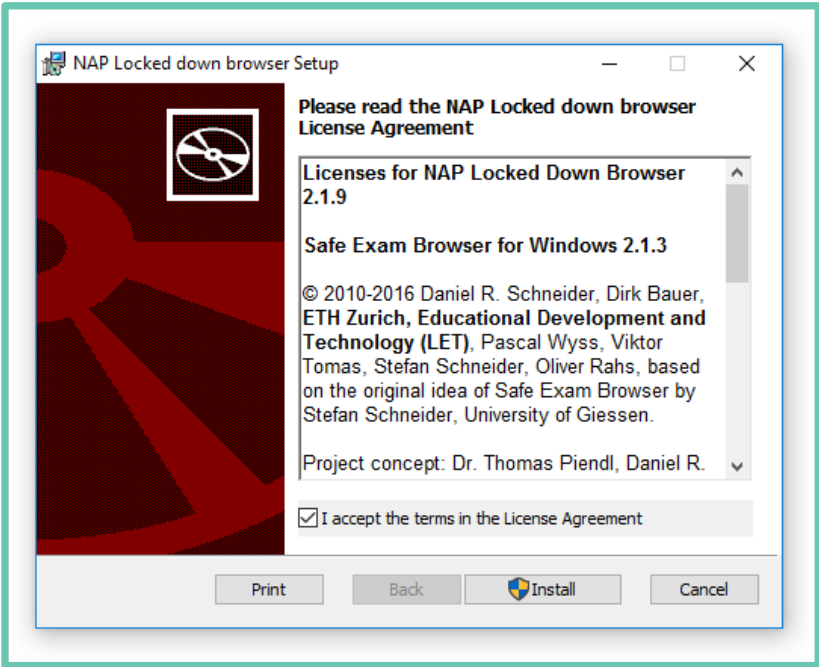 NAP Locked down browser Setup
Please read the NAP Locked down browser
License Agreement
Licenses for NAP Locked Down Browser
2.1.9
Safe Exam Browser for Windows 2.1.3
© 2010-2016 Daniel R. Schneider, Dirk Bauer,
ETH Zurich, Educational Development and
Technology (LET), Pascal Wyss, Viktor
Tomas, Stefan Schneider, Oliver Rahs, based
on the original idea of Safe Exam Browser by
Stefan Schneider, University of Giessen.
Project concept: Dr. Thomas Piendl, Daniel R.
I accept the terms in the License Agreement
Print Back Install Cancel